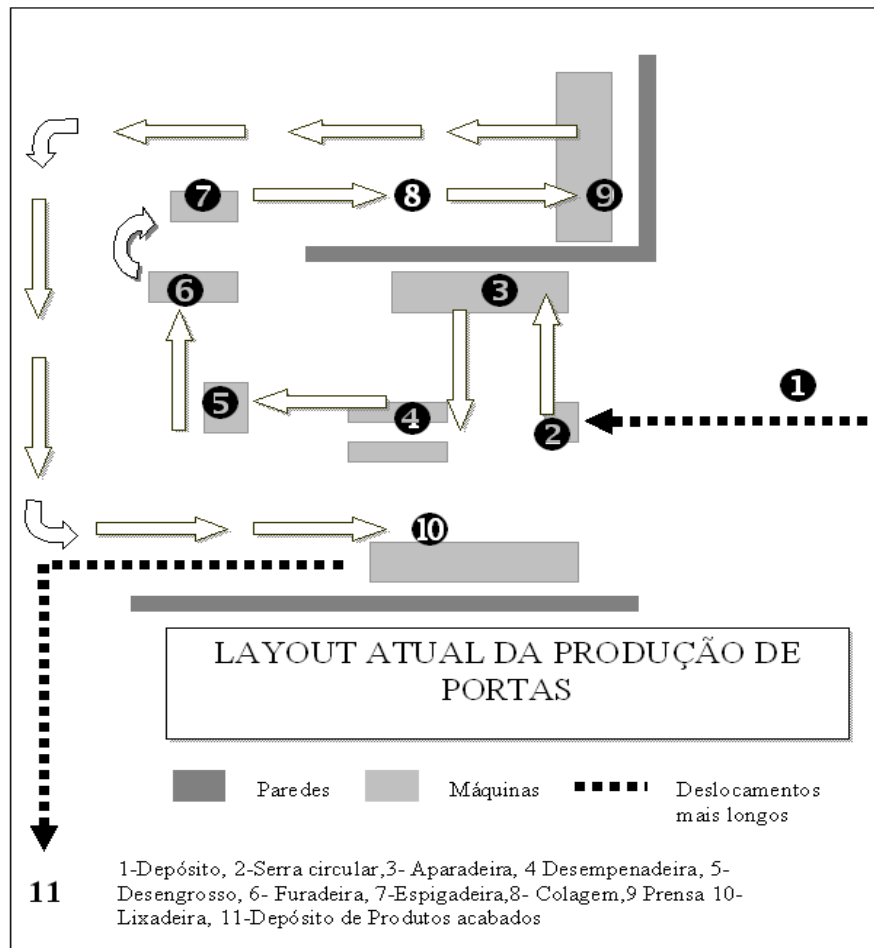 7
8
9
6
3
1
5
4
2
10
LAYOUT ATUAL DA PRODUÇÃO DE
PORTAS
Paredes
Máquinas
Deslocamentos
mais longos
11
1-Depósito, 2-Serra circular,3- Aparadeira, 4 Desempenadeira, 5-
Desengrosso, 6- Furadeira, 7-Espigadeira,8- Colagem,9 Prensa 10-
Lixadeira, 11-Depósito de Produtos acabados